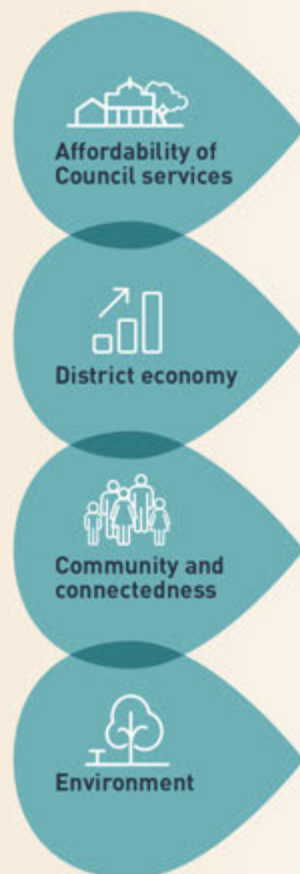 Affordability of
Council services
District economy
Community and
connectedness
Environment